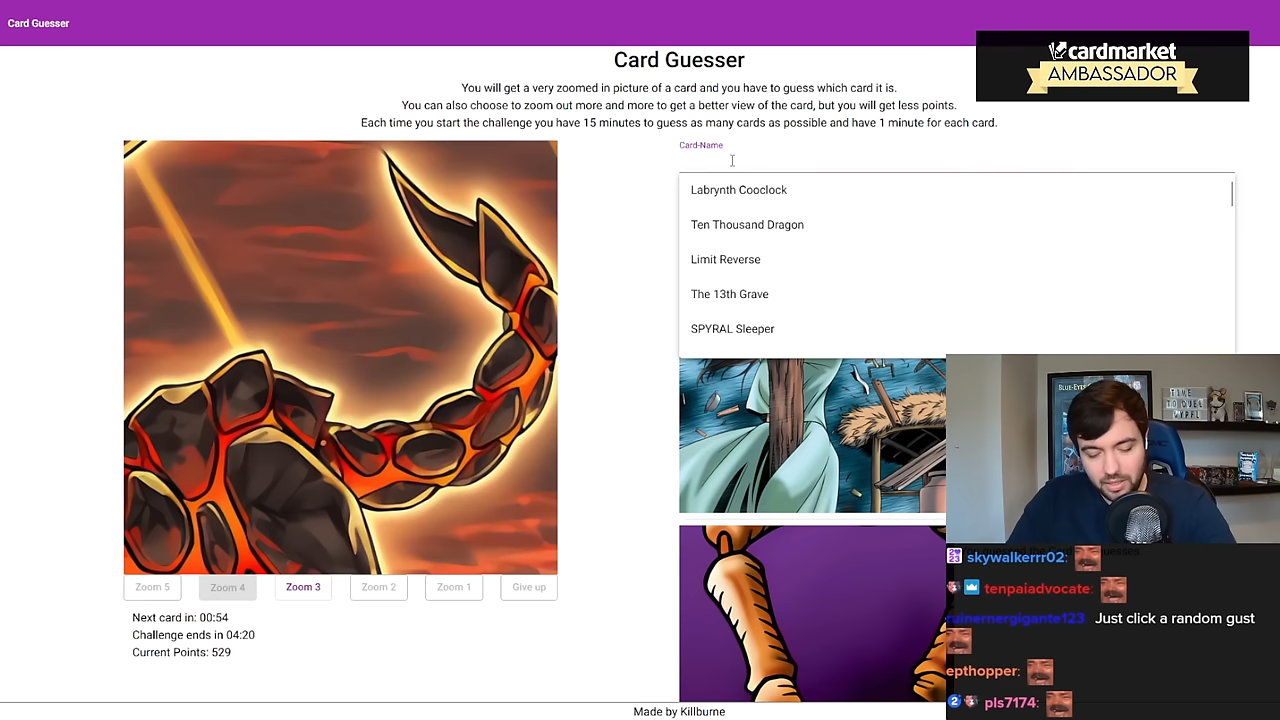 Card Guesser
cardmarket
AMBASSADOR
Card Guesser
You will get a very zoomed in picture of a card and you have to guess which card it is.
You can also choose to zoom out more and more to get a better view of the card, but you will get less points.
Each time you start the challenge you have 15 minutes to guess as many cards as possible and have 1 minute for each card.
Card-Name
Labrynth Cooclock
Ten Thousand Dragon
Limit Reverse
The 13th Grave
SPYRAL Sleeper
Zoom 5
Zoom 4
Zoom 3
Zoom 2
Zoom 1
Give up
Next card in: 00:54
Challenge ends in 04:20
Current Points: 529
BLUE-EYES
TIME
TO DUEL
skywalkerrr02:
tenpaiadvocate:
Just click a random gust
epthopper:
pls7174:
Made by Killburne